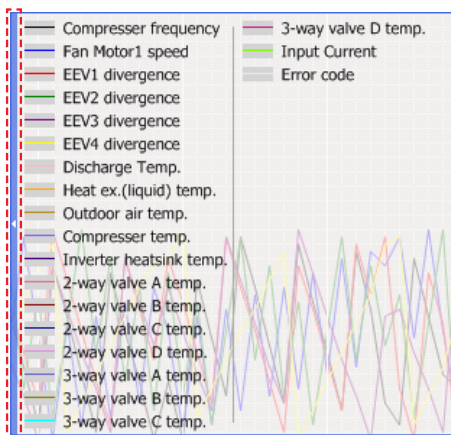 Compresser frequency
Fan Motor1 speed
EEV1 divergence
EEV2 divergence
EEV3 divergence
EEV4 divergence
Discharge Temp.
Heat ex.(liquid) temp.
Outdoor air temp.
Compresser temp.
Inverter heatsink temp.
2-way valve A temp.
2-way valve B temp.
2-way valve C temp.
2-way valve D temp.
3-way valve A temp.
3-way valve B temp.
3-way valve C temp.
3-way valve D temp.
Input Current
Error code